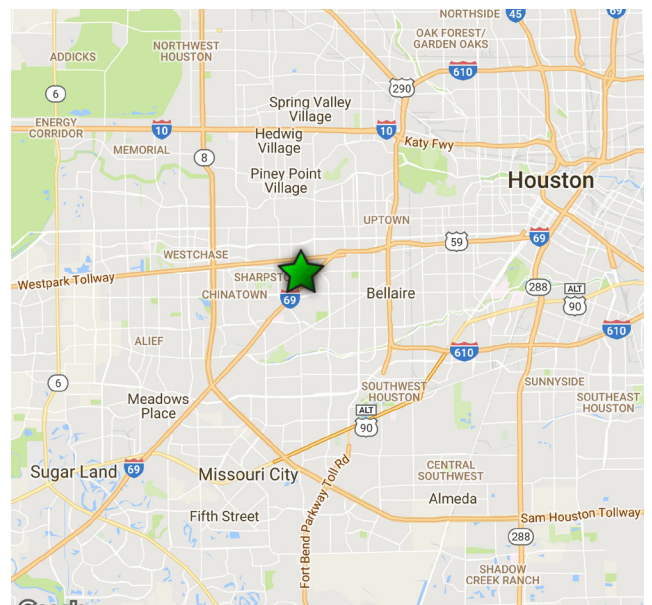 NORTHSIDE
45
69
OAK FOREST/
GARDEN OAKS
NORTHWEST
HOUSTON
ADDICKS
610
290
6
Spring Valley
Village
ENERGY
CORRIDOR
10
Hedwig
Village
10
Katy Fwy
MEMORIAL
8
Piney Point
Village
Houston
UPTOWN
59
69
WESTCHASE
Westpark Tollway
SHARPST
CHINATOWN
69
Bellaire
288
ALT
90
610
ALIEF
610
6
SOUTHWEST
HOUSTON
SUNNYSIDE
Meadows
Place
SOUTHEAST
HOUSTON
ALT
90
Sugar Land
69
Missouri City
CENTRAL
SOUTHWEST
Almeda
Fort Bend Parkway Toll Rd
Fifth Street
Sam Houston Tollway
288
SHADOW
CREEK RANCH